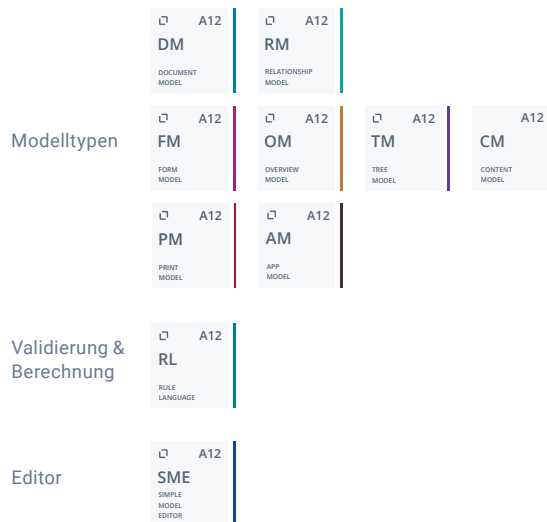 A12
DM
DOCUMENT
MODEL
A12
RM
RELATIONSHIP
MODEL
Modelltypen
A12
FM
FORM
MODEL
A12
OM
OVERVIEW
MODEL
A12
TM
TREE
MODEL
A12
CM
CONTENT
MODEL
A12
PM
PRINT
MODEL
A12
AM
APP
MODEL
Validierung &
Berechnung
A12
RL
RULE
LANGUAGE
Editor
A12
SME
SIMPLE
MODEL
EDITOR